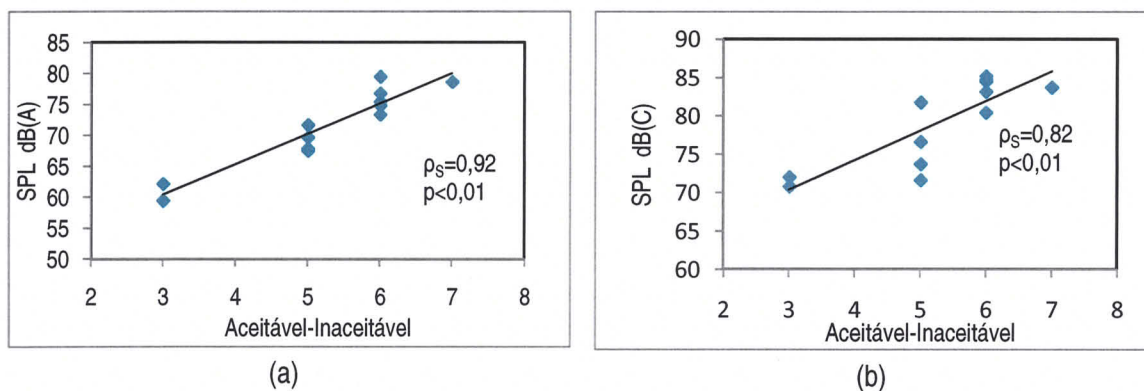 85
80
75
70
65
60
55
50
SPL dB(A)
ρS=0,92
p<0,01
2 3 4 5 6 7 8
Aceitável-Inaceitável
(a)
90
85
80
75
70
65
60
SPL dB(C)
ρS=0,82
p<0,01
2 3 4 5 6 7 8
Aceitável-Inaceitável
(b)